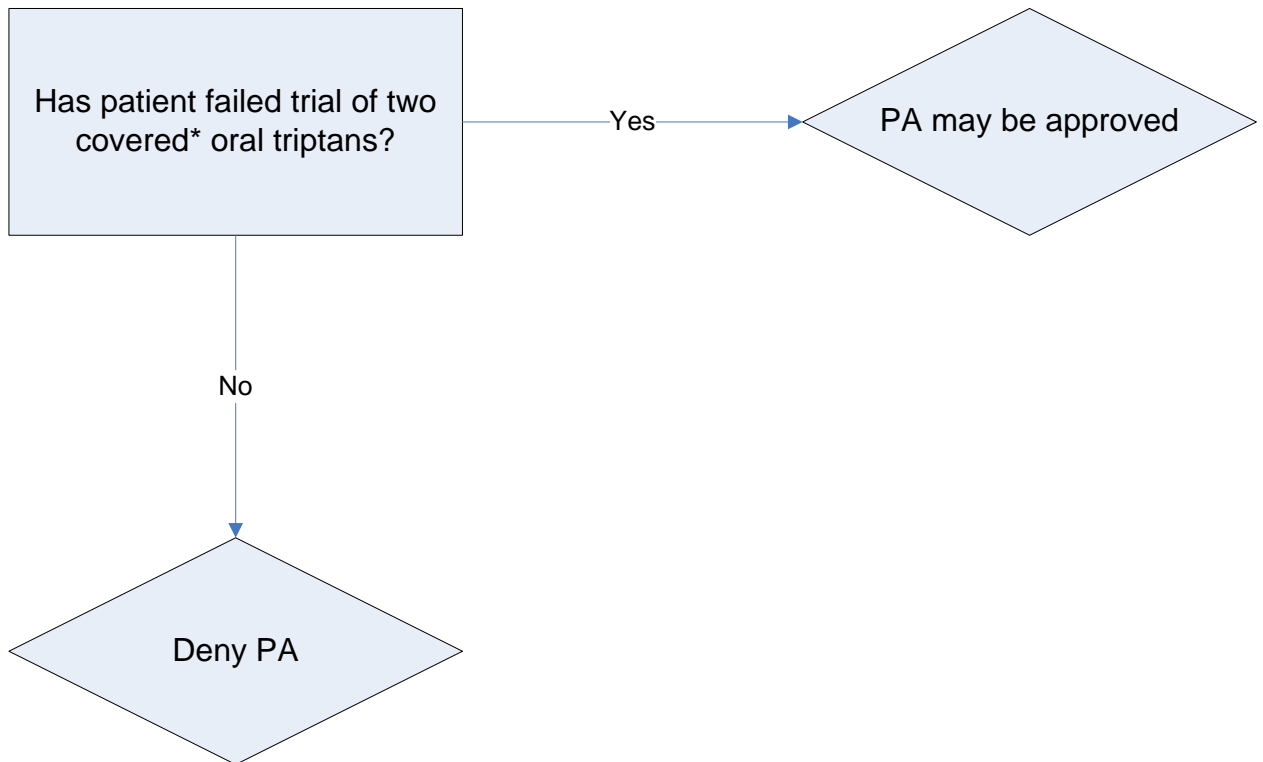 Has patient failed trial of two
covered* oral triptans?
Yes
PA may be approved
No
Deny PA